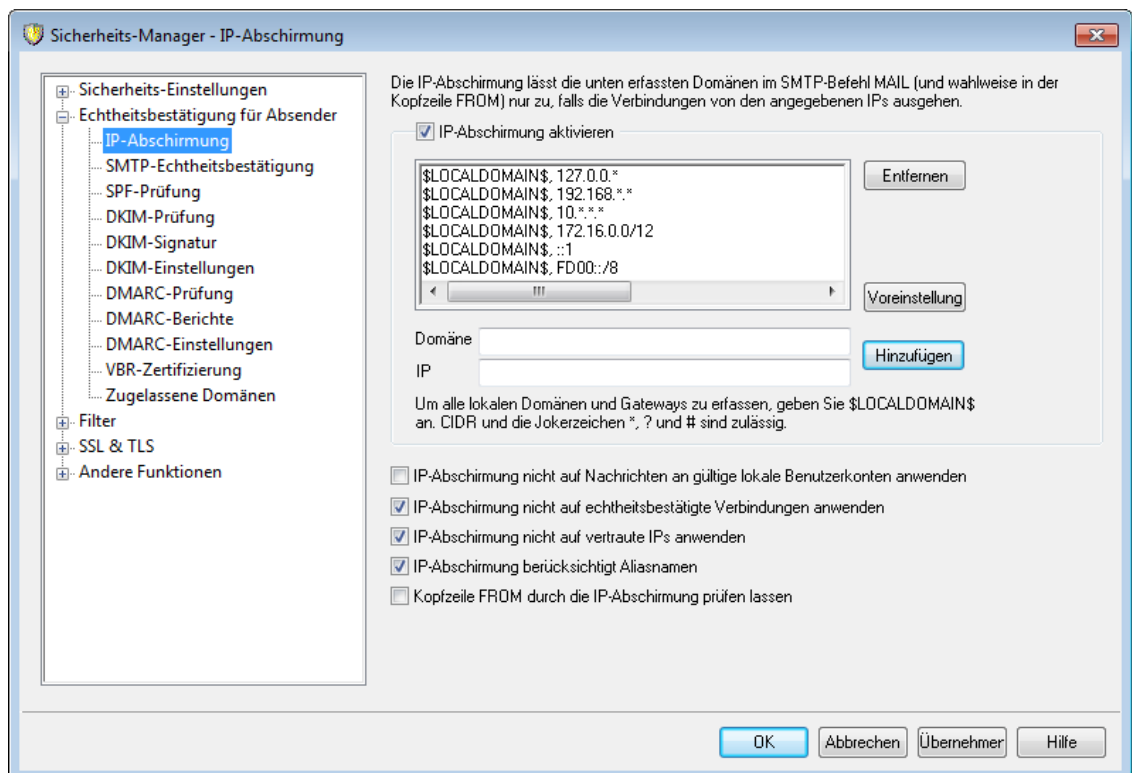 Sicherheits-Manager - IP-Abschirmung
Sicherheits-Einstellungen
Echtheitsbestätigung für Absender
IP-Abschirmung
SMTP-Echtheitsbestätigung
SPF-Prüfung
DKIM-Prüfung
DKIM-Signatur
DKIM-Einstellungen
DMARC-Prüfung
DMARC-Berichte
DMARC-Einstellungen
VBR-Zertifizierung
Zugelassene Domänen
Filter
SSL & TLS
Andere Funktionen
Die IP-Abschirmung lässt die unten erfassten Domänen im SMTP-Befehl MAIL (und wahlweise in der
Kopfzeile FROM) nur zu, falls die Verbindungen von den angegebenen IPs ausgehen.
IP-Abschirmung aktivieren
$LOCALDOMAIN$, 127.0.0.*
$LOCALDOMAIN$, 192.168.*.*
$LOCALDOMAIN$, 10.*.*.*
$LOCALDOMAIN$, 172.16.0.0/12
$LOCALDOMAIN$, ::1
$LOCALDOMAIN$, FD00::/8
Entfernen
Voreinstellung
Domäne
IP
Hinzufügen
Um alle lokalen Domänen und Gateways zu erfassen, geben Sie $LOCALDOMAIN$
an. CIDR und die Jokerzeichen *, ? und # sind zulässig.
IP-Abschirmung nicht auf Nachrichten an gültige lokale Benutzerkonten anwenden
IP-Abschirmung nicht auf echtheitsbestätigte Verbindungen anwenden
IP-Abschirmung nicht auf vertraute IPs anwenden
IP-Abschirmung berücksichtigt Aliasnamen
Kopfzeile FROM durch die IP-Abschirmung prüfen lassen
OK
Abbrechen
Übernehmer
Hilfe